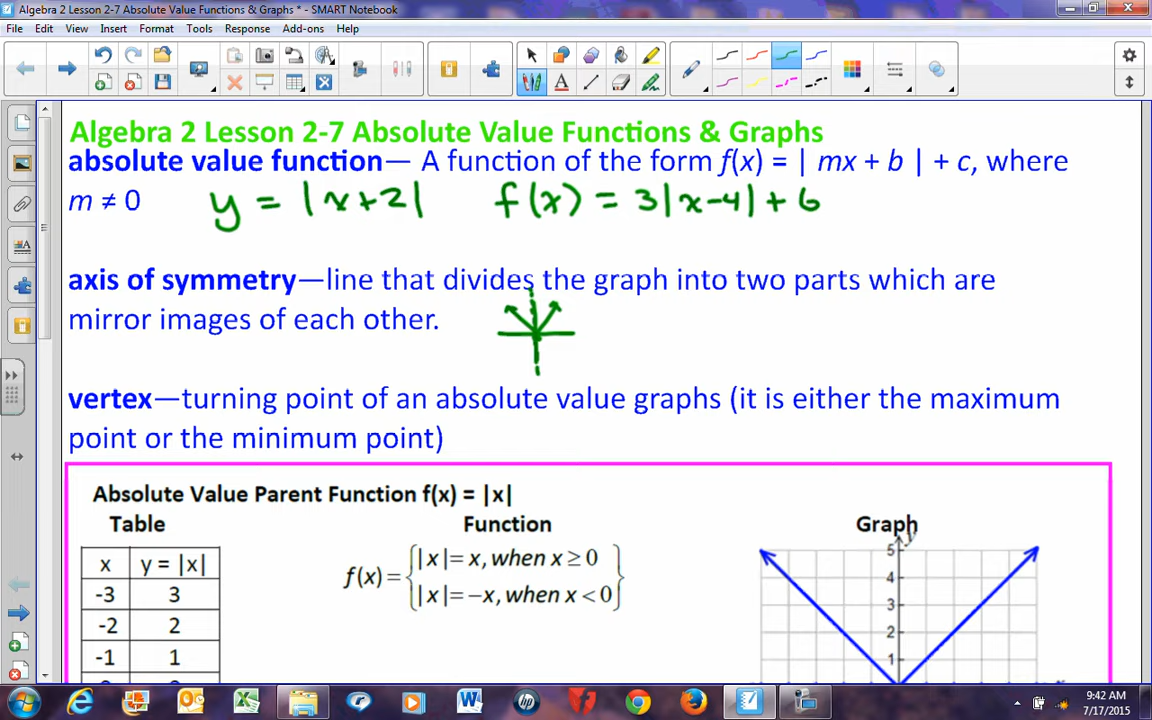 Algebra 2 Lesson 2-7 Absolute Value Functions & Graphs * - SMART Notebook
File Edit View Insert Format Tools Response Add-ons Help
Algebra 2 Lesson 2-7 Absolute Value Functions & Graphs
absolute value function— A function of the form f(x) = | mx + b | + c, where
m ≠ 0 y = |x+2| f(x) = 3|x-4| + 6
axis of symmetry—line that divides the graph into two parts which are
mirror images of each other.
vertex—turning point of an absolute value graphs (it is either the maximum
point or the minimum point)
Absolute Value Parent Function f(x) = |x|
Table Function Graph
x y = |x|
-3 3
-2 2
-1 1
f(x) = { |x| = x, when x ≥ 0
|x| = -x, when x < 0 }
y
5
4
3
2
1
9:42 AM
7/17/2015